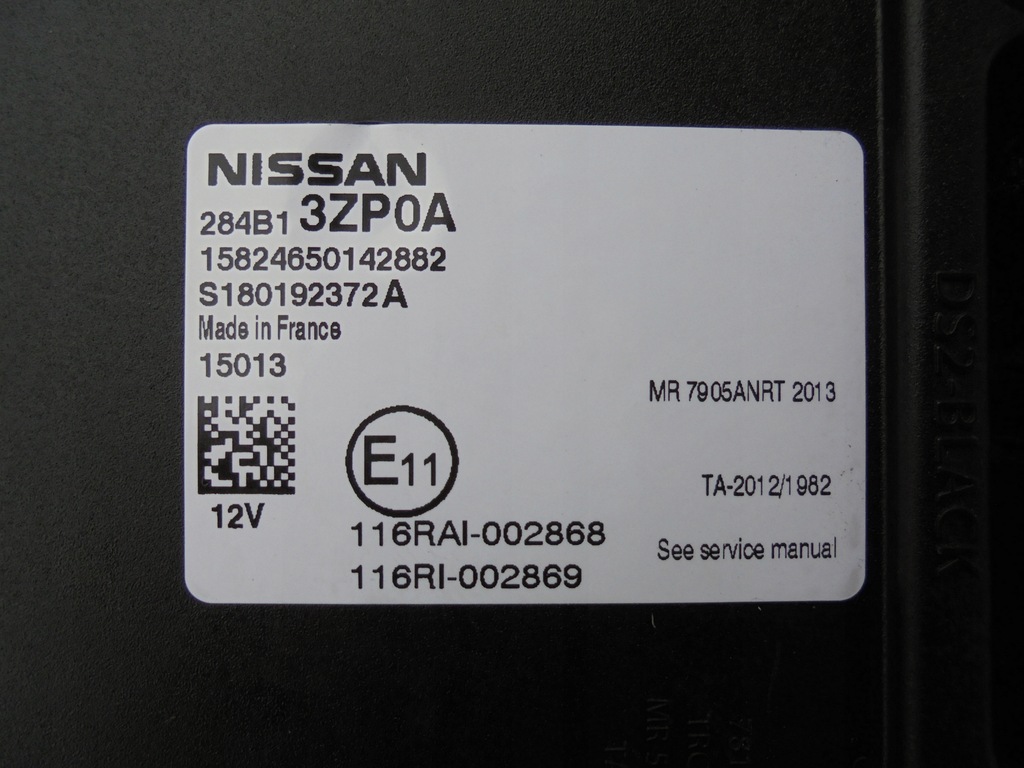 NISSAN
284B1 3ZP0A
15824650142882
S180192372A
Made in France
15013
MR 7905ANRT 2013
E11
TA-2012/1982
12V
116RAI-002868
See service manual
116RI-002869
DS2-BLACK